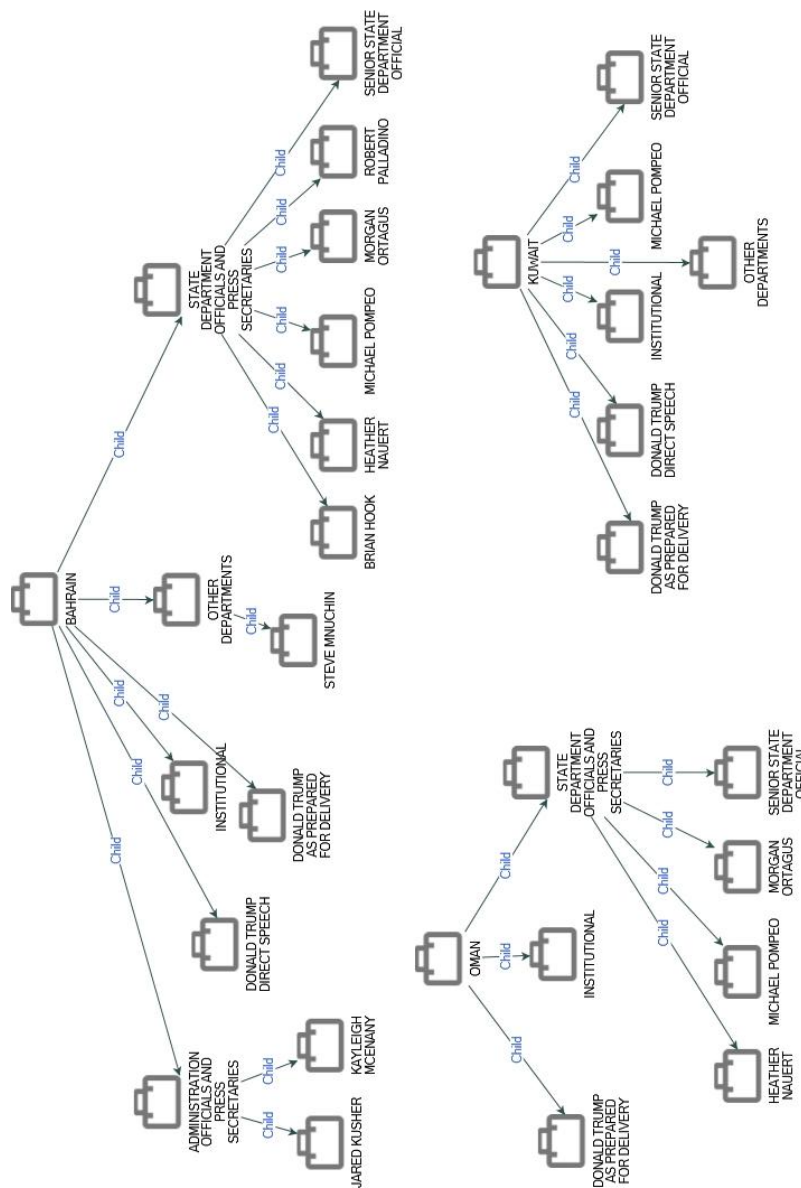 BAHRAIN
Child
Child
Child
Child
Child
Child
ADMINISTRATION
OFFICIALS AND
PRESS
SECRETARIES
DONALD TRUMP
DIRECT SPEECH
INSTITUTIONAL
DONALD TRUMP
AS PREPARED
FOR DELIVERY
OTHER
DEPARTMENTS
STATE
DEPARTMENT
OFFICIALS AND
PRESS
SECRETARIES
Child
Child
JARED KUSHER
KAYLEIGH
MCENANY
Child
STEVE MNUCHIN
Child
Child
Child
Child
Child
Child
BRIAN HOOK
HEATHER
NAUERT
MICHAEL POMPEO
MORGAN
ORTAGUS
ROBERT
PALLADINO
SENIOR STATE
DEPARTMENT
OFFICIAL
OMAN
Child
Child
Child
DONALD TRUMP
AS PREPARED
FOR DELIVERY
INSTITUTIONAL
STATE
DEPARTMENT
OFFICIALS AND
PRESS
SECRETARIES
Child
Child
Child
Child
HEATHER
NAUERT
MICHAEL POMPEO
MORGAN
ORTAGUS
SENIOR STATE
DEPARTMENT
OFFICIAL
KUWAIT
Child
Child
Child
Child
Child
Child
DONALD TRUMP
AS PREPARED
FOR DELIVERY
DONALD TRUMP
DIRECT SPEECH
INSTITUTIONAL
MICHAEL POMPEO
SENIOR STATE
DEPARTMENT
OFFICIAL
OTHER
DEPARTMENTS